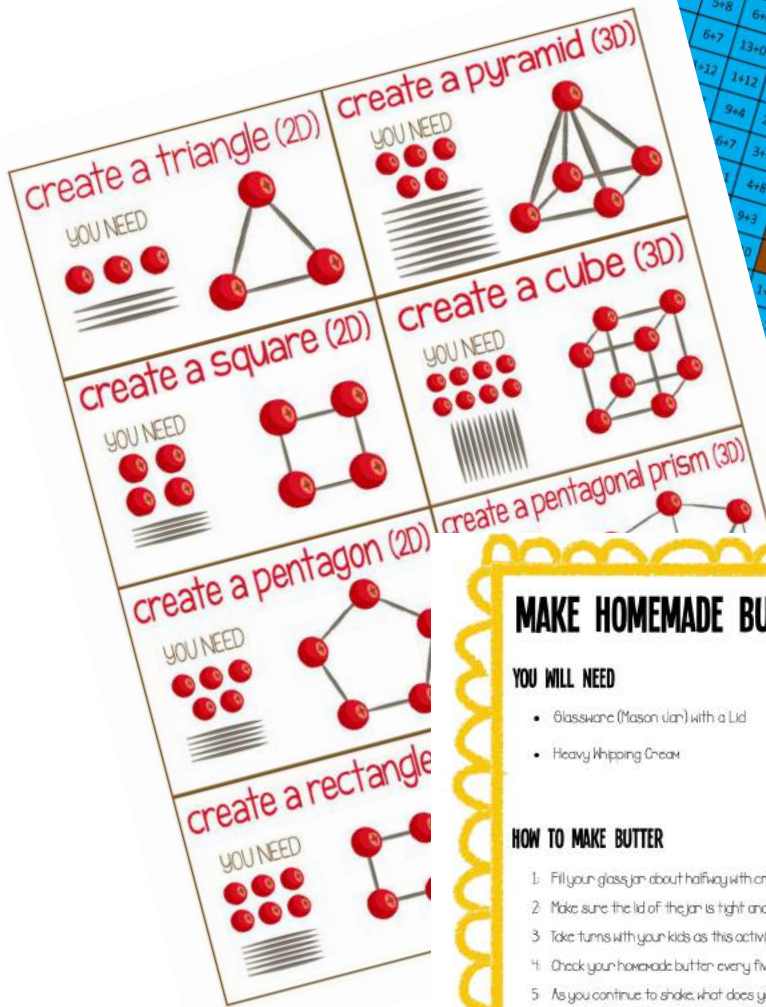 create a triangle (2D)
YOU NEED
create a pyramid (3D)
YOU NEED
create a square (2D)
YOU NEED
create a cube (3D)
YOU NEED
create a pentagon (2D)
YOU NEED
create a pentagonal prism (3D)
create a rectangle
YOU NEED
5+8
6+7
13+0
1+12
9+4
6+7
4+8
9+3
MAKE HOMEMADE
YOU WILL NEED
• Glassware (Mason Jar) with a Lid
• Heavy Whipping Cream
HOW TO MAKE BUTTER
1. Fill your glass jar about halfway with
2. Make sure the lid of the jar is tight and
3. Take turns with your kids as this
4. Check your homemade butter every
5. As you continue to shake, what does